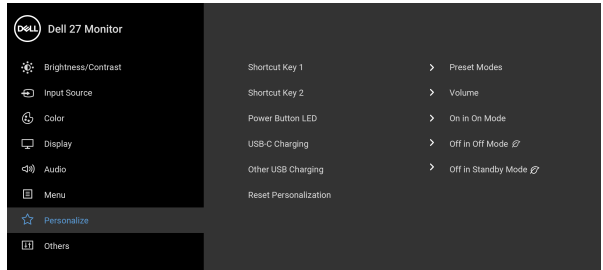 DELL Dell 27 Monitor
Brightness/Contrast
Input Source
Color
Display
Audio
Menu
Personalize
Others
Shortcut Key 1 > Preset Modes
Shortcut Key 2 > Volume
Power Button LED > On in On Mode
USB-C Charging > Off in Off Mode
Other USB Charging > Off in Standby Mode
Reset Personalization